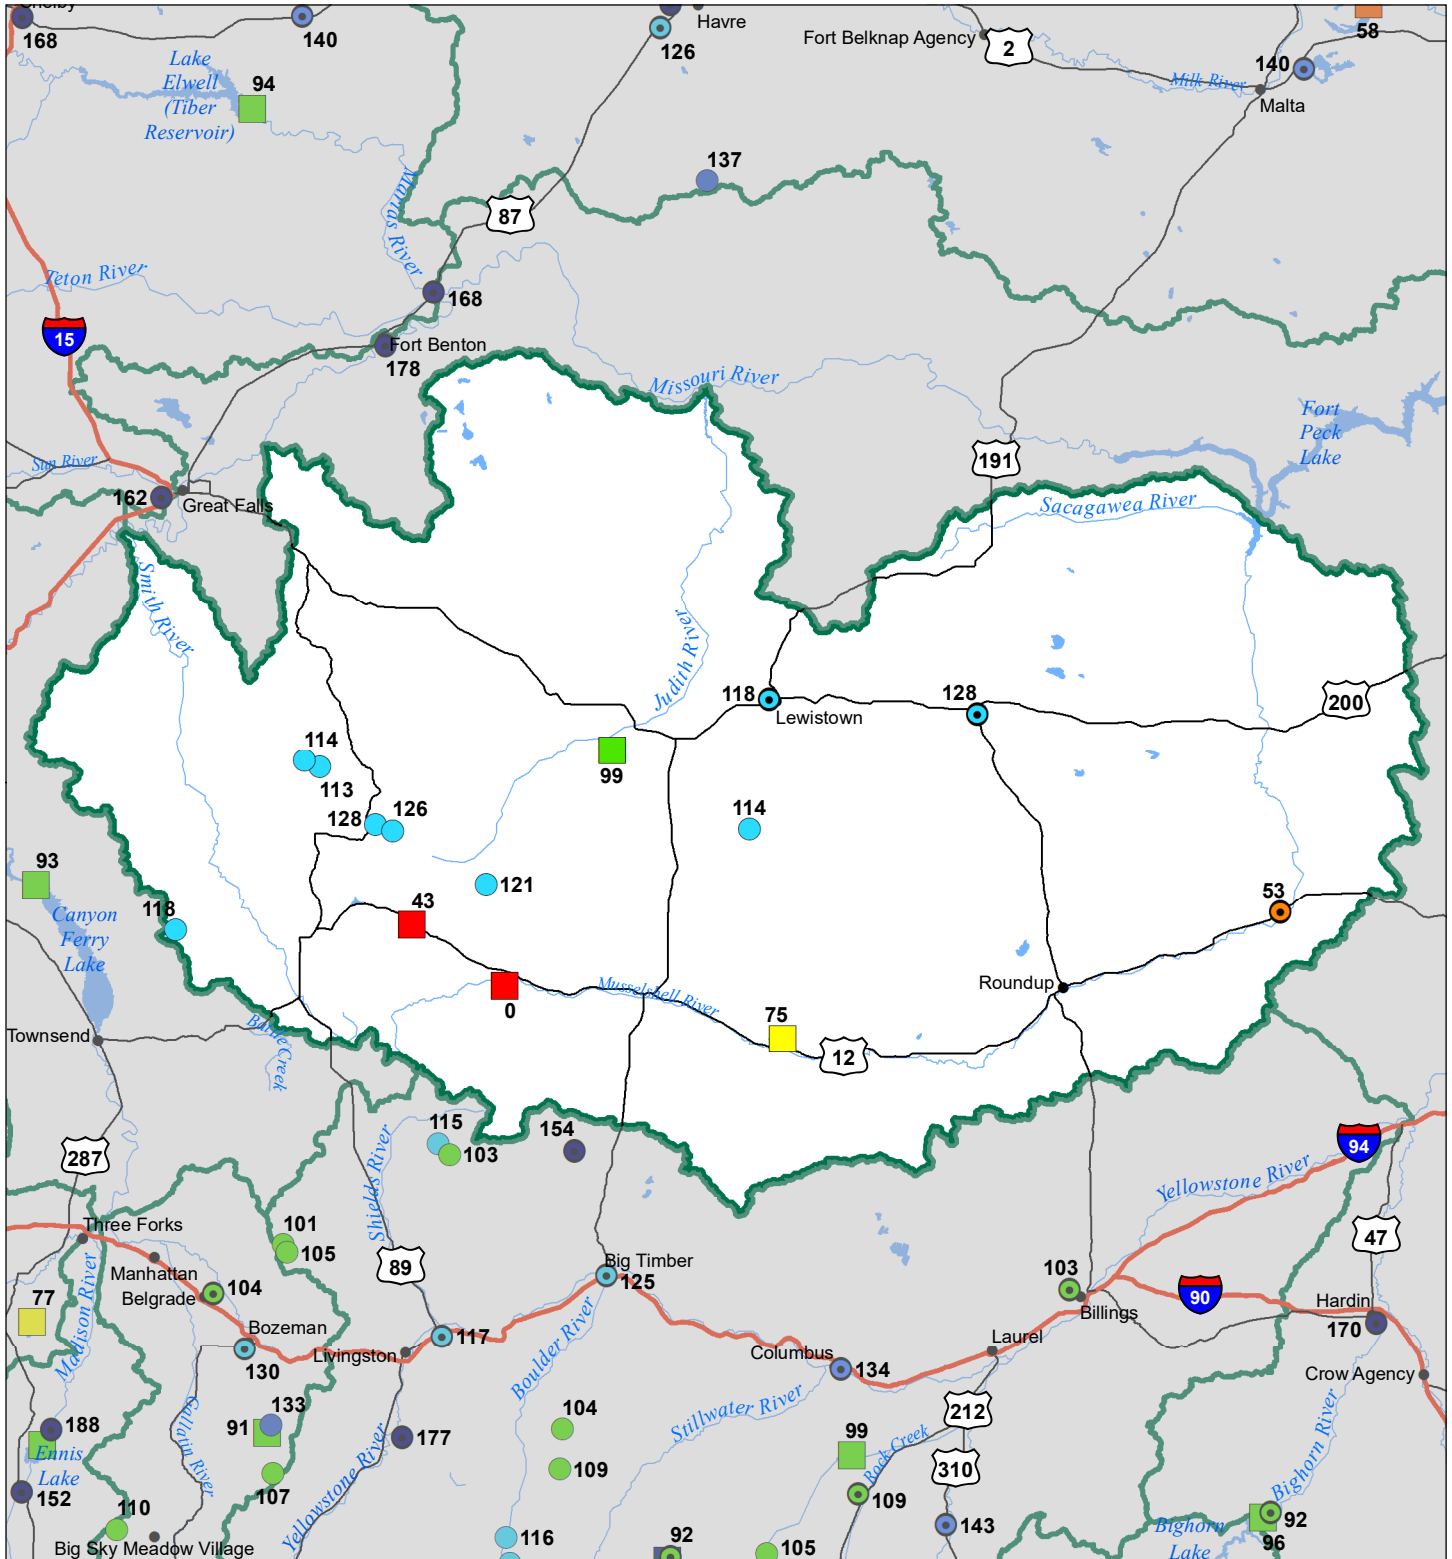 Shelby
168
140
Lake
Elwell
(Tiber
Reservoir)
94
Havre
126
Fort Belknap Agency
2
58
140
Milk River
Malta
137
Marias River
87
Teton River
168
15
Fort Benton
178
Missouri River
Fort
Peck
Lake
191
Sun River
162
Great Falls
Sacagawea River
Smith River
Judith River
118
Lewistown
128
200
114
113
99
128
126
114
121
93
Canyon
Ferry
Lake
118
43
53
0
Musselshell River
Roundup
75
12
Townsend
Battle Creek
115
103
154
287
Shields River
94
Yellowstone River
Three Forks
101
105
Manhattan
Belgrade
104
89
Big Timber
125
103
Billings
90
47
Hardin
170
77
Madison River
Bozeman
130
Livingston
117
Boulder River
Columbus
134
Laurel
Crow Agency
Stillwater River
212
310
188
Ennis
Lake
152
133
91
Gallatin River
107
177
Yellowstone River
104
109
99
Rock Creek
109
143
Bighorn River
110
Big Sky Meadow Village
116
92
105
Bighorn
Lake
92
96